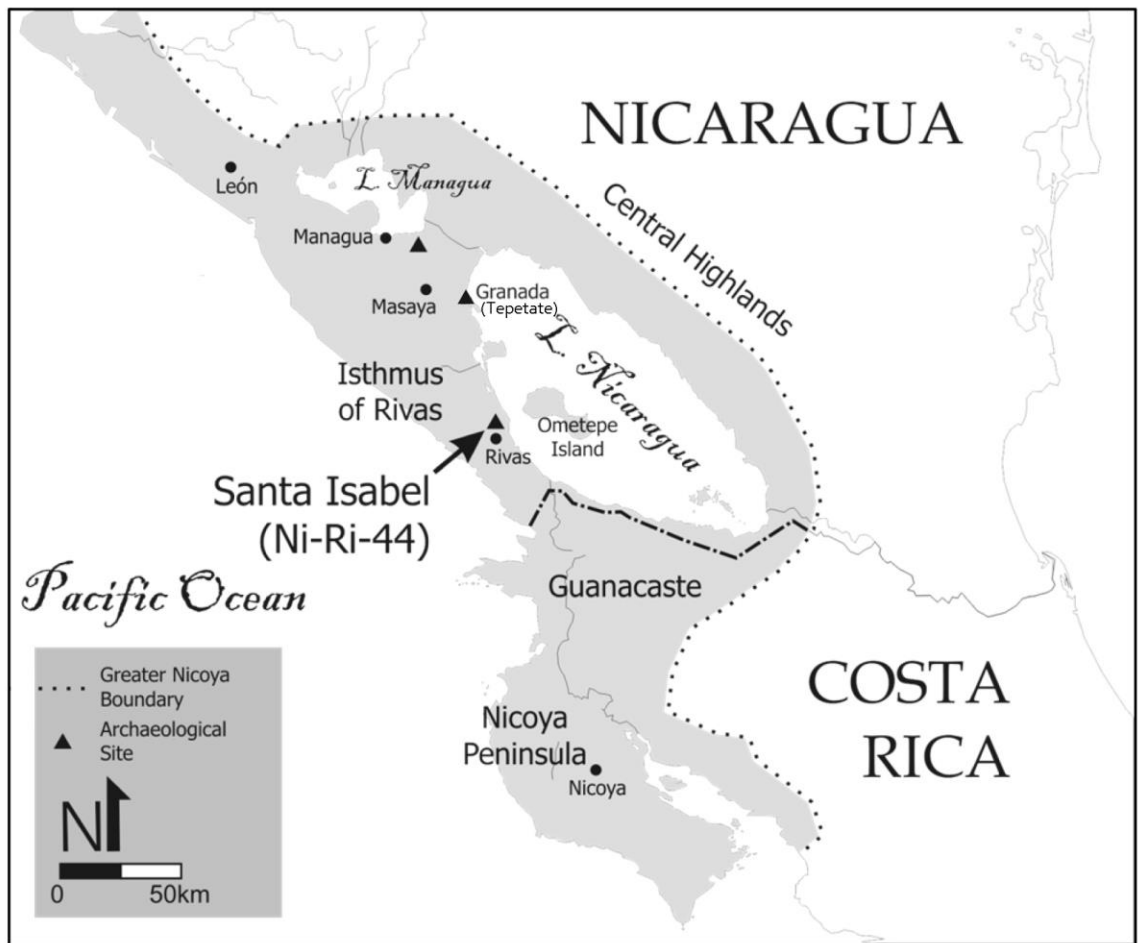 NICARAGUA
Central Highlands
León
L. Managua
Managua
Masaya
Granada
(Tepetate)
L. Nicaragua
Isthmus
of Rivas
Ometepe
Island
Rivas
Santa Isabel
(Ni-Ri-44)
Guanacaste
Pacific Ocean
COSTA
RICA
Nicoya
Peninsula
Nicoya
Greater Nicoya
Boundary
Archaeological
Site
N
0 50km